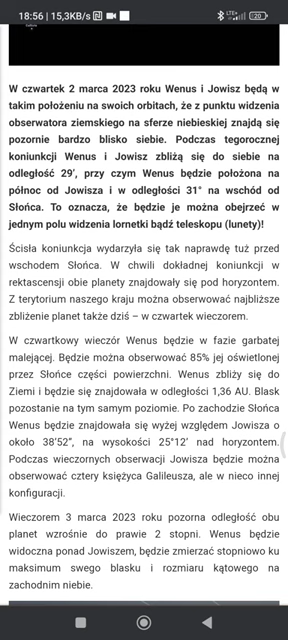 18:56 | 15,3KB/s
LTE+
20
W czwartek 2 marca 2023 roku Wenus i Jowisz będą w
takim położeniu na swoich orbitach, że z punktu widzenia
obserwatora ziemskiego na sferze niebieskiej znajdą się
pozornie bardzo blisko siebie. Podczas tegorocznej
koniunkcji Wenus i Jowisz zbliżą się do siebie na
odległość 29’, przy czym Wenus będzie położona na
północ od Jowisza i w odległości 31° na wschód od
Słońca. To oznacza, że będzie je można obejrzeć w
jednym polu widzenia lornetki bądź teleskopu (lunety)!
Ścisła koniunkcja wydarzyła się tak naprawdę tuż przed
wschodem Słońca. W chwili dokładnej koniunkcji w
rektascensji obie planety znajdowały się pod horyzontem.
Z terytorium naszego kraju można obserwować najbliższe
zbliżenie planet także dziś – w czwartek wieczorem.
W czwartkowy wieczór Wenus będzie w fazie garbatej
malejącej. Będzie można obserwować 85% jej oświetlonej
przez Słońce części powierzchni. Wenus zbliży się do
Ziemi i będzie się znajdowała w odległości 1,36 AU. Blask
pozostanie na tym samym poziomie. Po zachodzie Słońca
Wenus będzie znajdowała się wyżej względem Jowisza o
około 38’52”, na wysokości 25°12’ nad horyzontem.
Podczas wieczornych obserwacji Jowisza będzie można
obserwować cztery księżyca Galileusza, ale w nieco innej
konfiguracji.
Wieczorem 3 marca 2023 roku pozorna odległość obu
planet wzrośnie do prawie 2 stopni. Wenus będzie
widoczna ponad Jowiszem, będzie zmierzać stopniowo ku
maksimum swego blasku i rozmiaru kątowego na
zachodnim niebie.